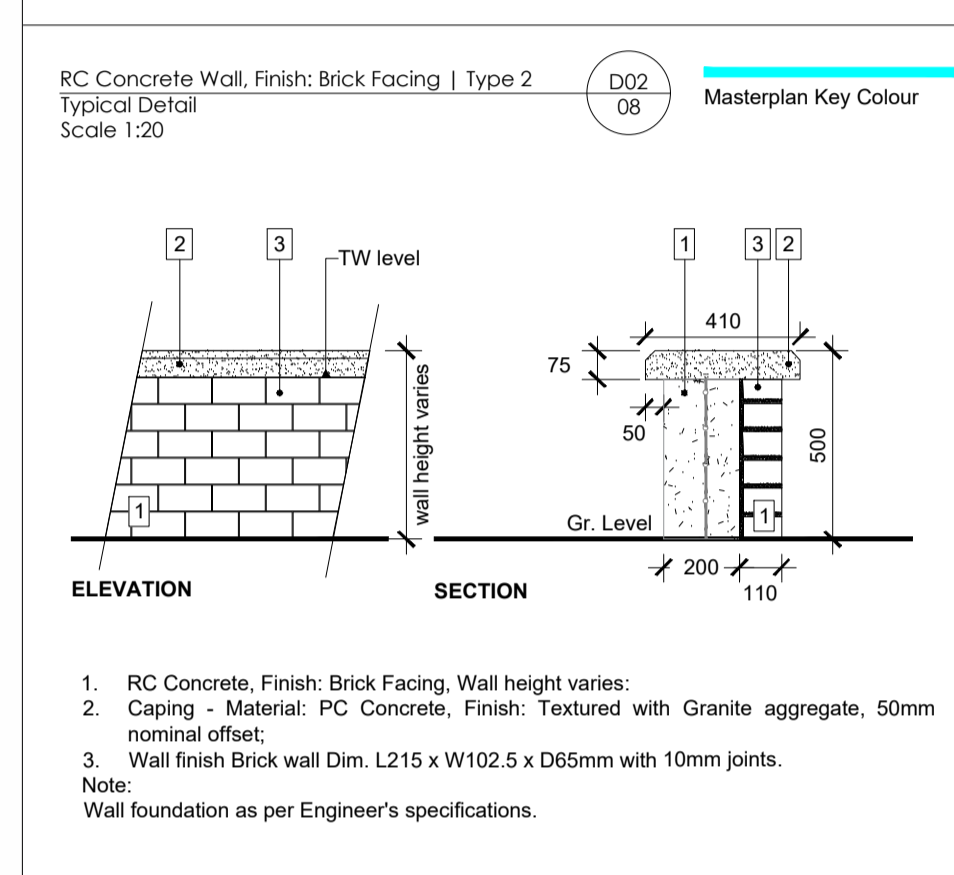 RC Concrete Wall, Finish: Brick Facing | Type 2
Typical Detail
Scale 1:20
D02
08
Masterplan Key Colour
2
3
TW level
1
wall height varies
ELEVATION
1
3
2
410
75
50
500
Gr. Level
1
200
110
SECTION
1. RC Concrete, Finish: Brick Facing, Wall height varies:
2. Caping - Material: PC Concrete, Finish: Textured with Granite aggregate, 50mm
nominal offset;
3. Wall finish Brick wall Dim. L215 x W102.5 x D65mm with 10mm joints.
Note:
Wall foundation as per Engineer's specifications.